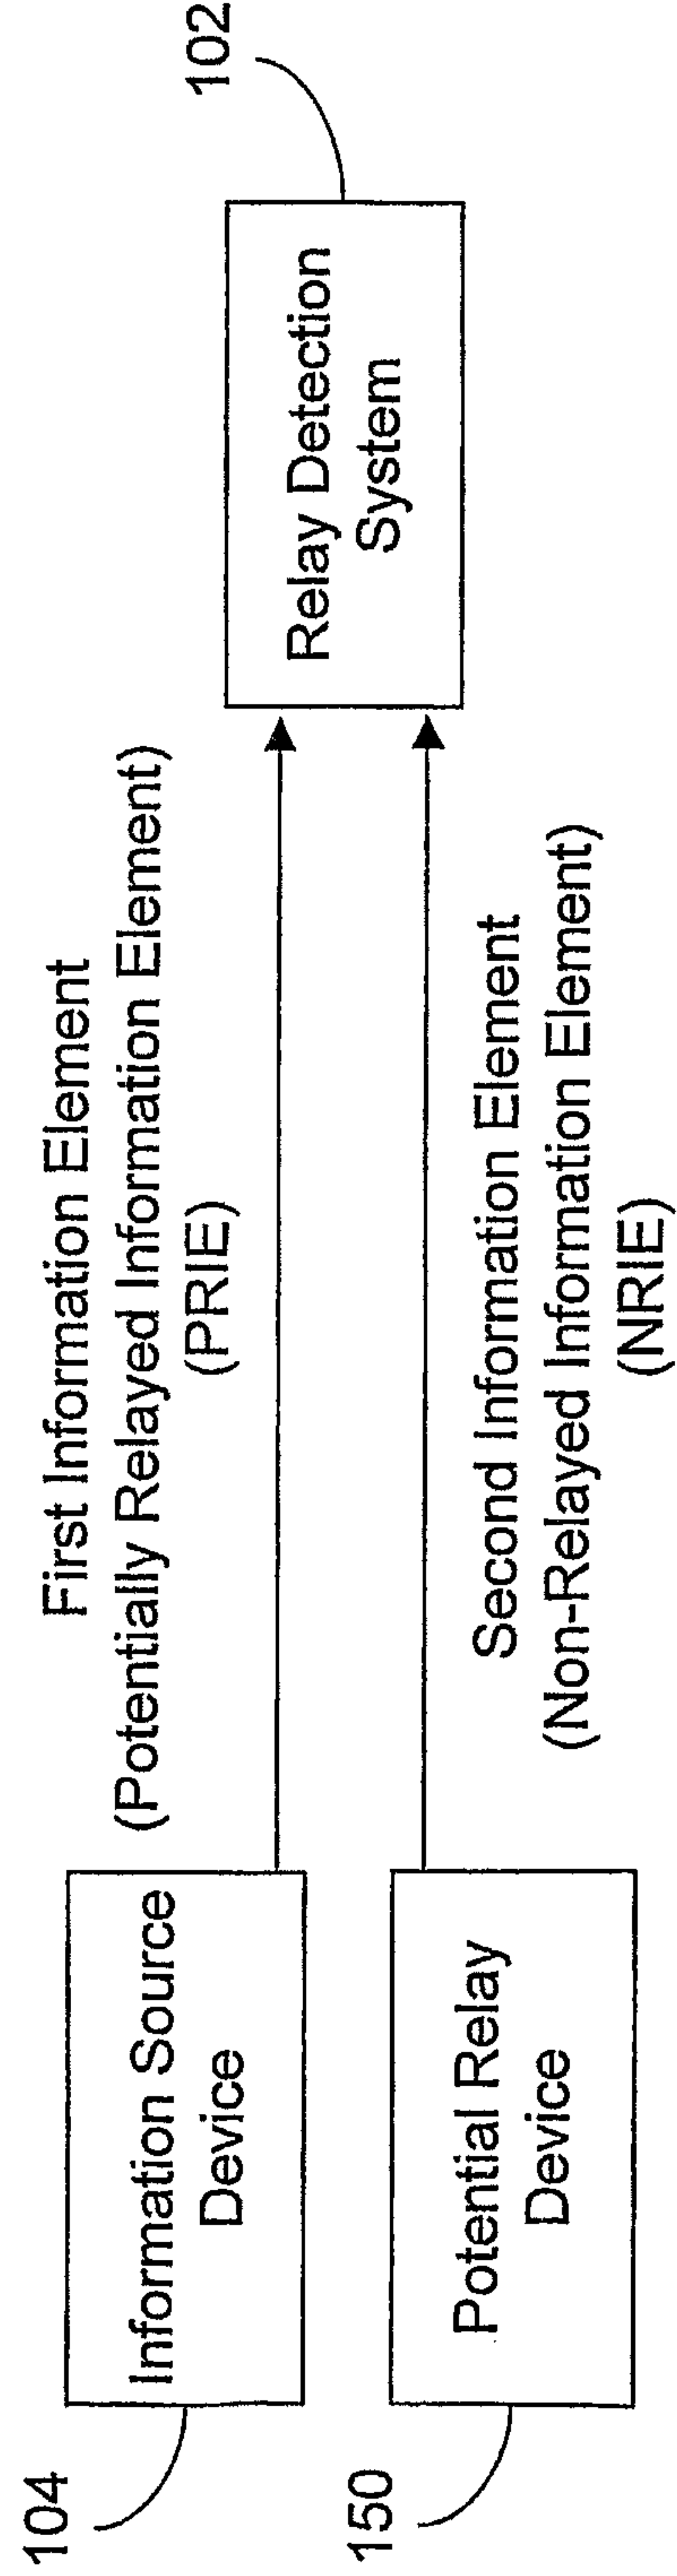 104
Information Source
Device
First Information Element
(Potentially Relayed Information Element)
(PRIE)
150
Potential Relay
Device
Second Information Element
(Non-Relayed Information Element)
(NRIE)
Relay Detection
System
102